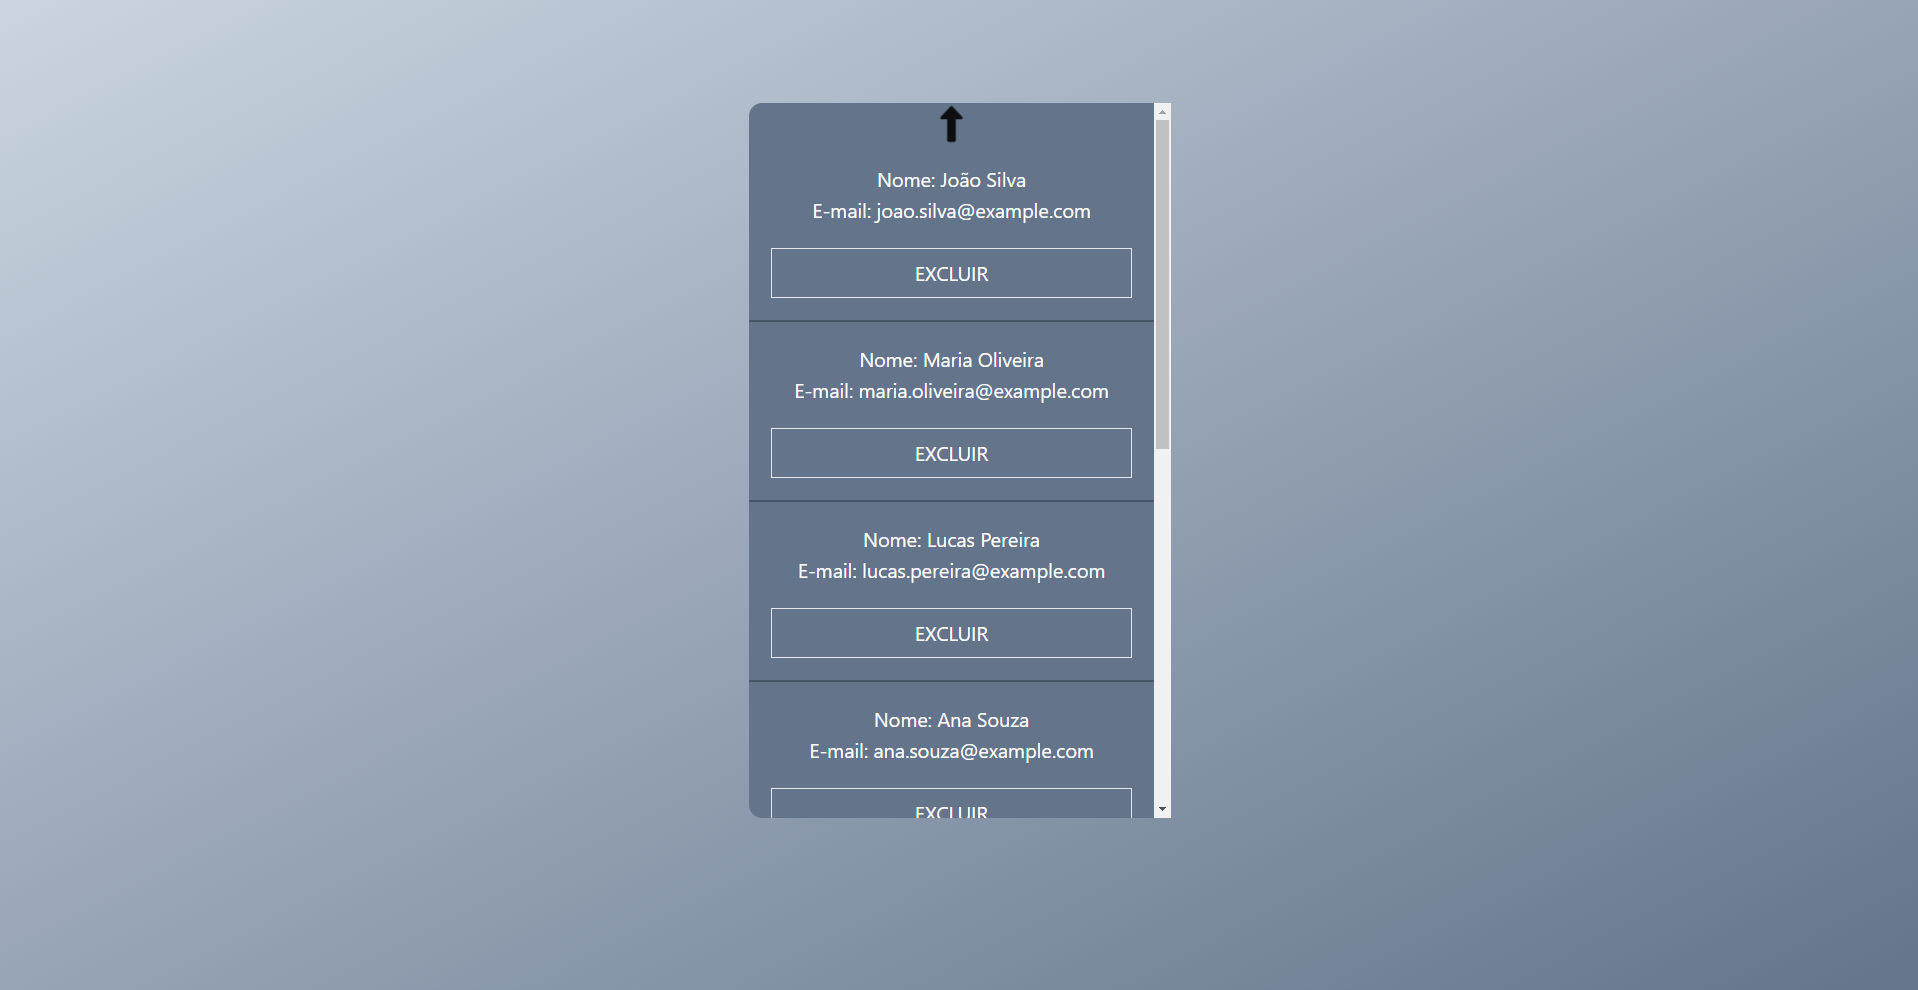 Nome: João Silva
E-mail: joao.silva@example.com
EXCLUIR
Nome: Maria Oliveira
E-mail: maria.oliveira@example.com
EXCLUIR
Nome: Lucas Pereira
E-mail: lucas.pereira@example.com
EXCLUIR
Nome: Ana Souza
E-mail: ana.souza@example.com
EXCLUIR